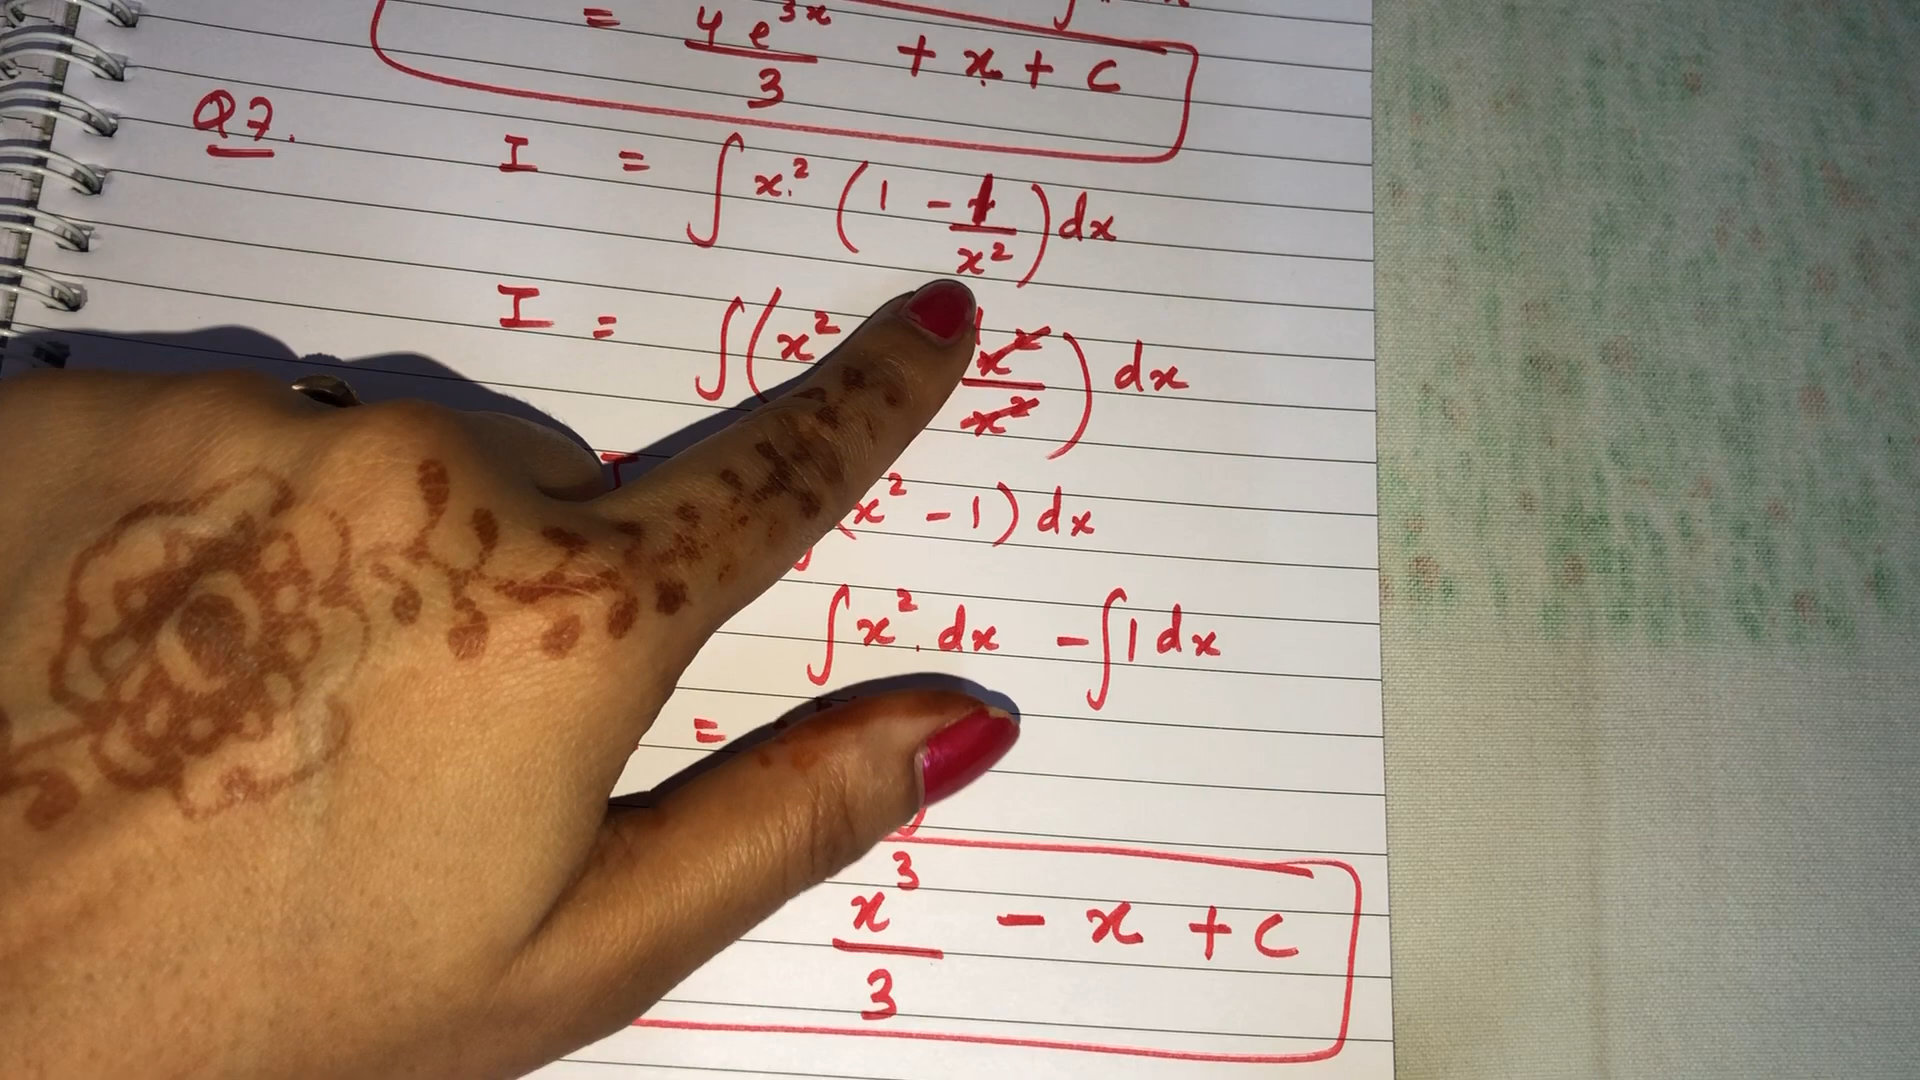 = 4e^{3x}/3 + x + C
Q7. I = ∫ x.² (1 - 1/x²) dx
I = ∫(x² x²/x²) dx
x² - 1) dx
∫ x². dx - ∫ 1 dx
=
x³/3 - x + C